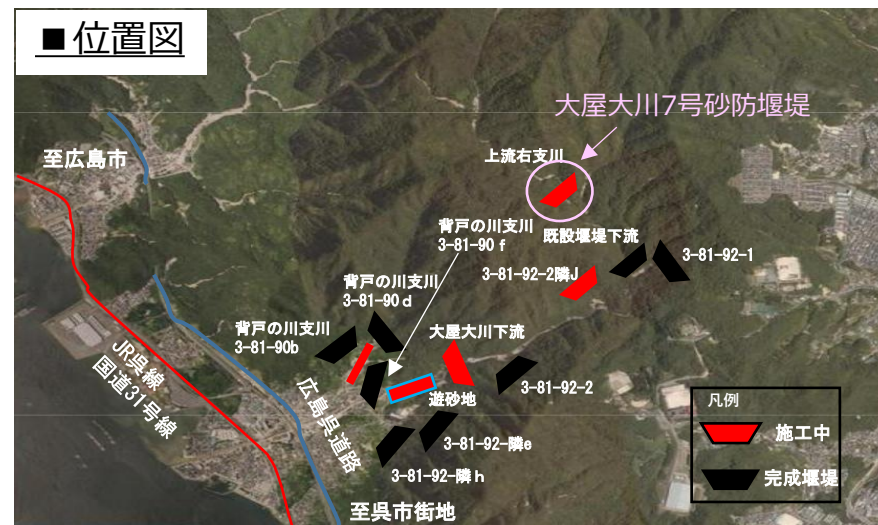 ■位置図
大屋大川7号砂防堰堤
至広島市
上流右支川
背戸の川支川
3-81-90ｆ
既設堰堤下流
3-81-92-1
3-81-92-2隣J
背戸の川支川
3-81-90ｄ
背戸の川支川
3-81-90b
大屋大川下流
JR呉線
国道31号線
広島呉道路
遊砂地
3-81-92-2
3-81-92-隣e
3-81-92-隣ｈ
至呉市街地
凡例
施工中
完成堰堤